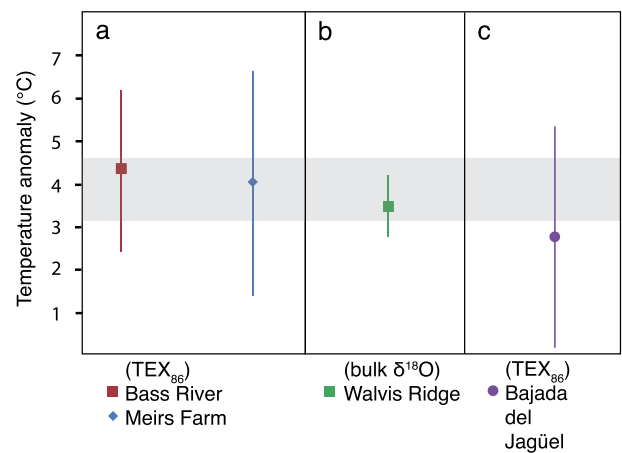 a
b
c
Temperature anomaly (°C)
7
6
5
4
3
2
1
(TEX86)
Bass River
Meirs Farm
(bulk δ¹⁸O)
Walvis Ridge
(TEX86)
Bajada
del
Jagüel